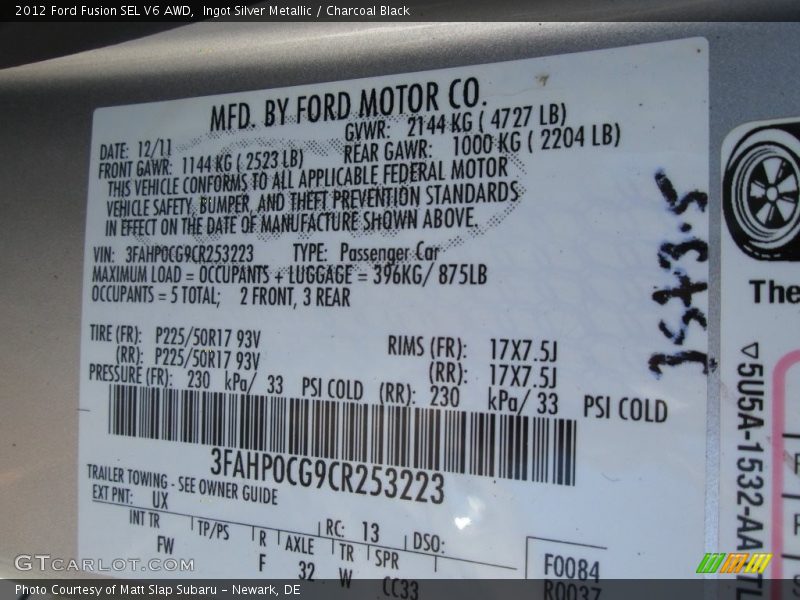 2012 Ford Fusion SEL V6 AWD, Ingot Silver Metallic / Charcoal Black
MFD. BY FORD MOTOR CO.
DATE: 12/11 GVWR: 2144 KG ( 4727 LB)
FRONT GAWR: 1144 KG ( 2523 LB) REAR GAWR: 1000 KG ( 2204 LB)
THIS VEHICLE CONFORMS TO ALL APPLICABLE FEDERAL MOTOR
VEHICLE SAFETY, BUMPER, AND THEFT PREVENTION STANDARDS
IN EFFECT ON THE DATE OF MANUFACTURE SHOWN ABOVE.
VIN: 3FAHP0CG9CR253223 TYPE: Passenger Car
MAXIMUM LOAD = OCCUPANTS + LUGGAGE = 396KG/ 875LB
OCCUPANTS = 5 TOTAL; 2 FRONT, 3 REAR
TIRE (FR): P225/50R17 93V RIMS (FR): 17X7.5J
(RR): P225/50R17 93V (RR): 17X7.5J
PRESSURE (FR): 230 kPa/ 33 PSI COLD (RR): 230 kPa/ 33 PSI COLD
3FAHP0CG9CR253223
TRAILER TOWING - SEE OWNER GUIDE
EXT PNT: UX RC: 13 DSO:
INT TR TP/PS R AXLE TR SPR
FW F 32 W CC33
F0084
R0037
The
5U5A-1532-AA
GTCARLOT.COM
Photo Courtesy of Matt Slap Subaru - Newark, DE